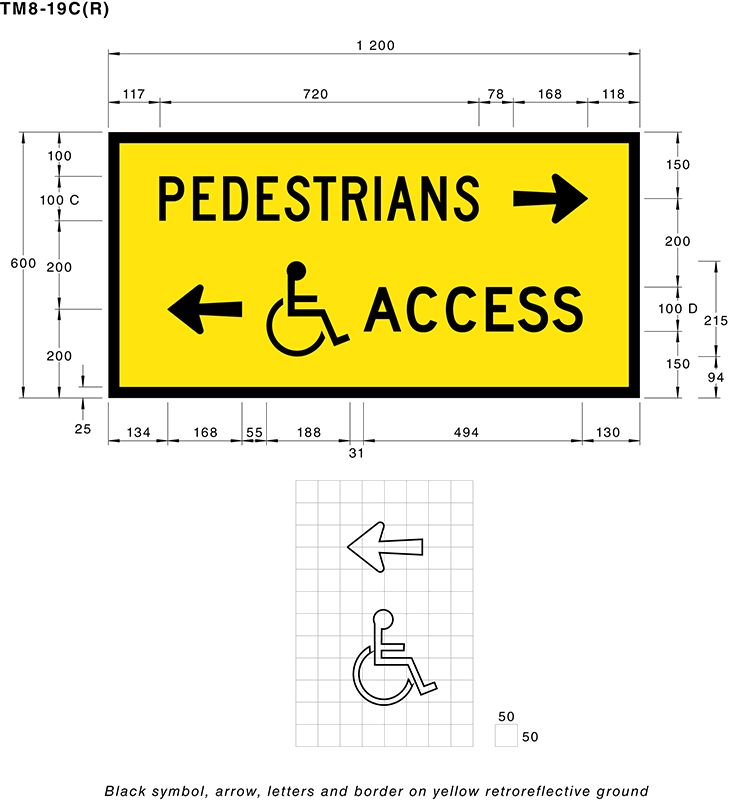 TM8-19C(R)
1 200
117 720 78 168 118
100
150
PEDESTRIANS
100 C
600
200
200
ACCESS
100 D
215
200
150
94
25
134 168 55 188 494 130
31
50
50
Black symbol, arrow, letters and border on yellow retroreflective ground